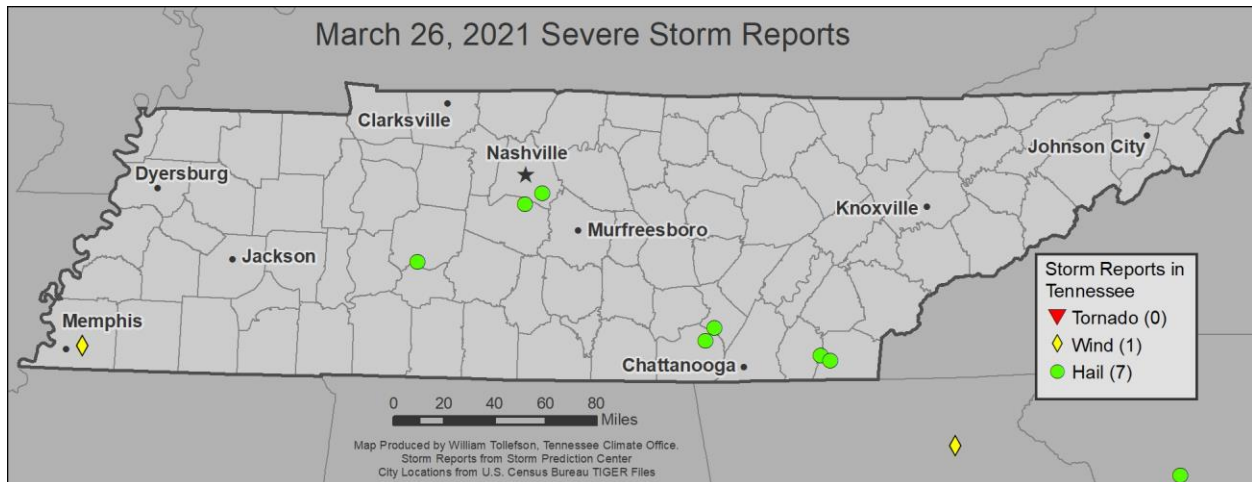 March 26, 2021 Severe Storm Reports
Clarksville
Nashville
Johnson City
Dyersburg
Knoxville
Murfreesboro
Jackson
Storm Reports in
Tennessee
Tornado (0)
Wind (1)
Hail (7)
Memphis
Chattanooga
0 20 40 60 80
Miles
Map Produced by William Tollefson, Tennessee Climate Office.
Storm Reports from Storm Prediction Center
City Locations from U.S. Census Bureau TIGER Files